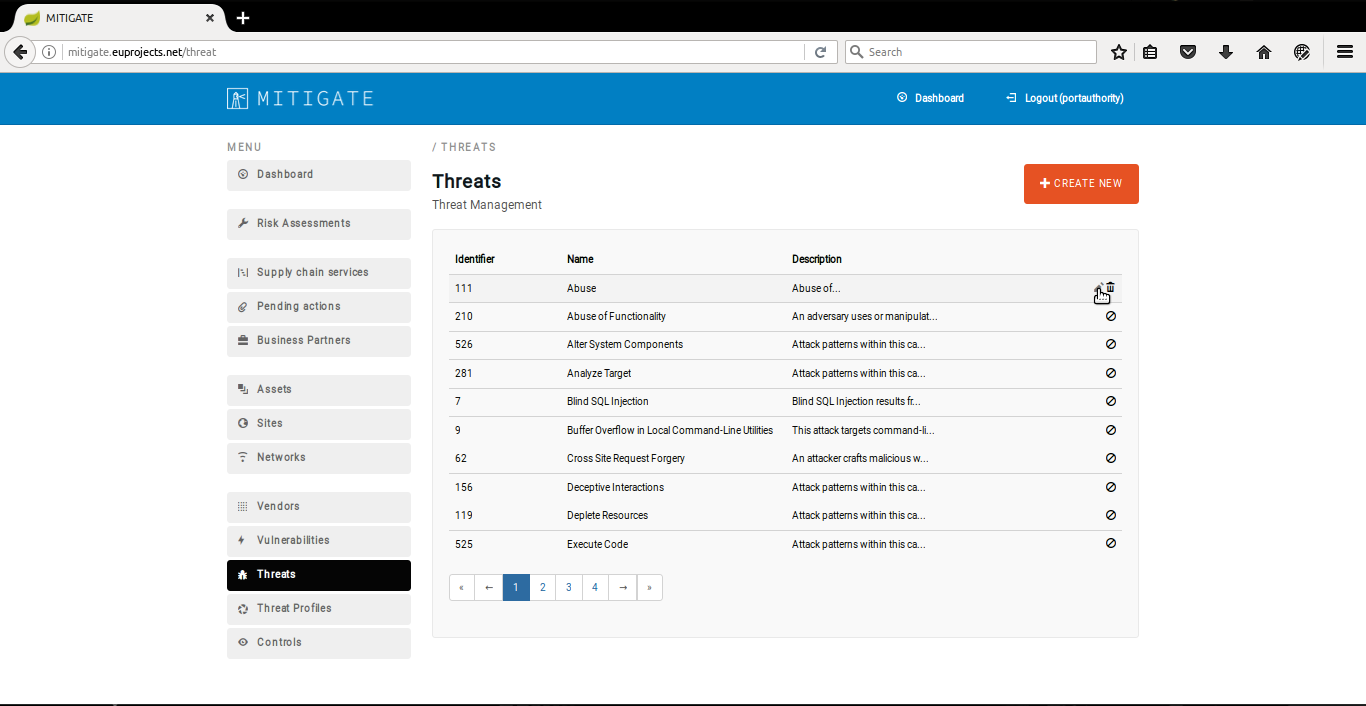 MITIGATE
mitigate.euprojects.net/threat
Search
MITIGATE
Dashboard
Logout (portauthority)
MENU
Dashboard
Risk Assessments
Supply chain services
Pending actions
Business Partners
Assets
Sites
Networks
Vendors
Vulnerabilities
Threats
Threat Profiles
Controls
/ THREATS
Threats
Threat Management
CREATE NEW
Identifier Name Description
111 Abuse Abuse of...
210 Abuse of Functionality An adversary uses or manipulat...
526 Alter System Components Attack patterns within this ca...
281 Analyze Target Attack patterns within this ca...
7 Blind SQL Injection Blind SQL Injection results fr...
9 Buffer Overflow in Local Command-Line Utilities This attack targets command-li...
62 Cross Site Request Forgery An attacker crafts malicious w...
156 Deceptive Interactions Attack patterns within this ca...
119 Deplete Resources Attack patterns within this ca...
525 Execute Code Attack patterns within this ca...
« ← 1 2 3 4 → »